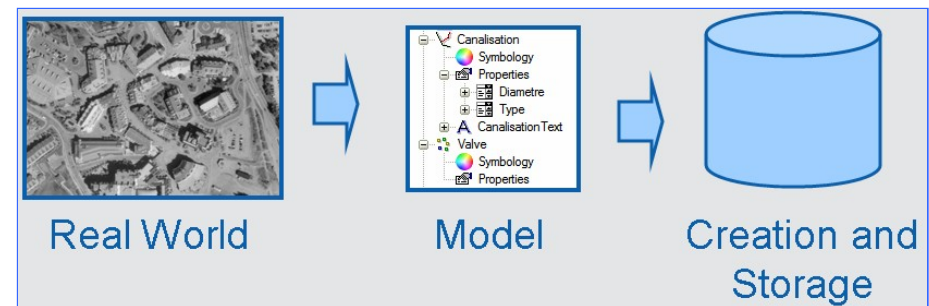 Canalisation
Symbology
Properties
Diametre
Type
A CanalisationText
Valve
Symbology
Properties
Real World
Model
Creation and
Storage